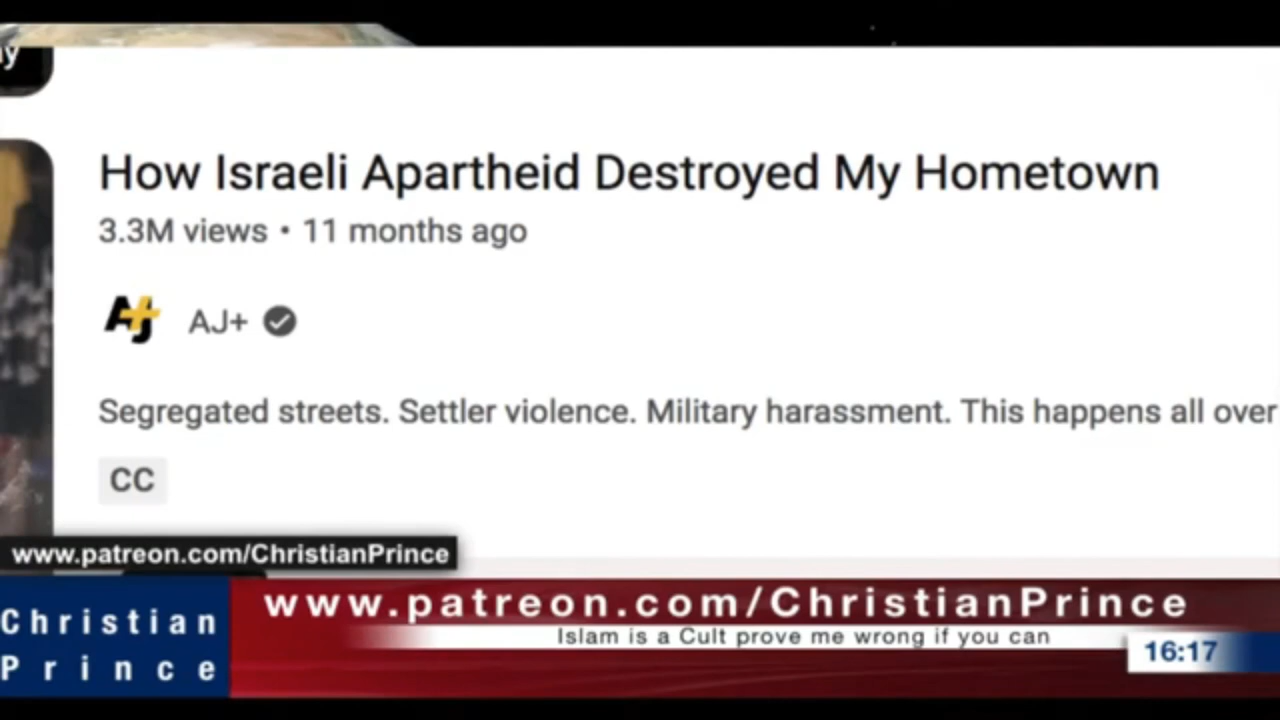 How Israeli Apartheid Destroyed My Hometown
3.3M views • 11 months ago
AJ+
Segregated streets. Settler violence. Military harassment. This happens all over
CC
www.patreon.com/ChristianPrince
Christian
Prince
www.patreon.com/ChristianPrince
Islam is a Cult prove me wrong if you can
16:17